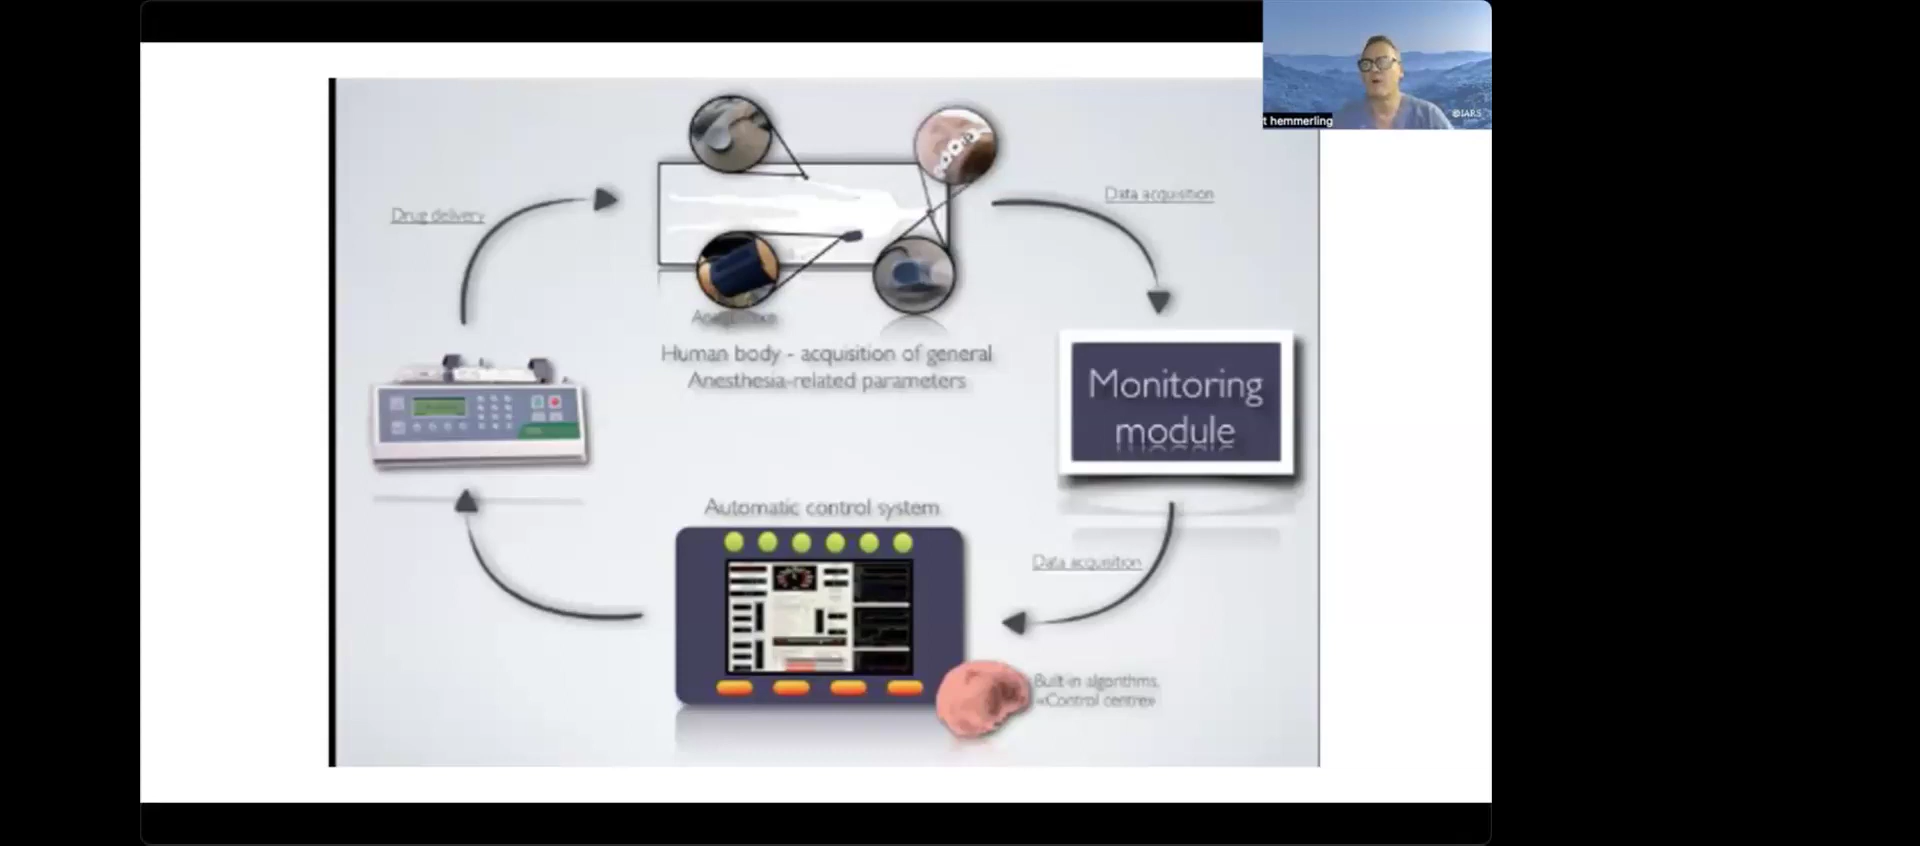 t hemmerling
©IARS
Drug delivery
Data acquisition
Human body - acquisition of general
Anesthesia-related parameters
Monitoring
module
Automatic control system
Data acquisition
Built-in algorithms,
«Control centre»